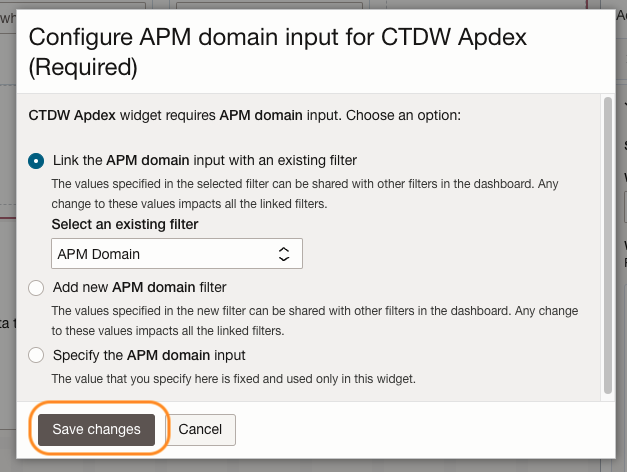 Configure APM domain input for CTDW Apdex
(Required)
CTDW Apdex widget requires APM domain input. Choose an option:
Link the APM domain input with an existing filter
The values specified in the selected filter can be shared with other filters in the dashboard. Any
change to these values impacts all the linked filters.
Select an existing filter
APM Domain
Add new APM domain filter
The values specified in the new filter can be shared with other filters in the dashboard. Any change
to these values impacts all the linked filters.
Specify the APM domain input
The value that you specify here is fixed and used only in this widget.
Save changes
Cancel